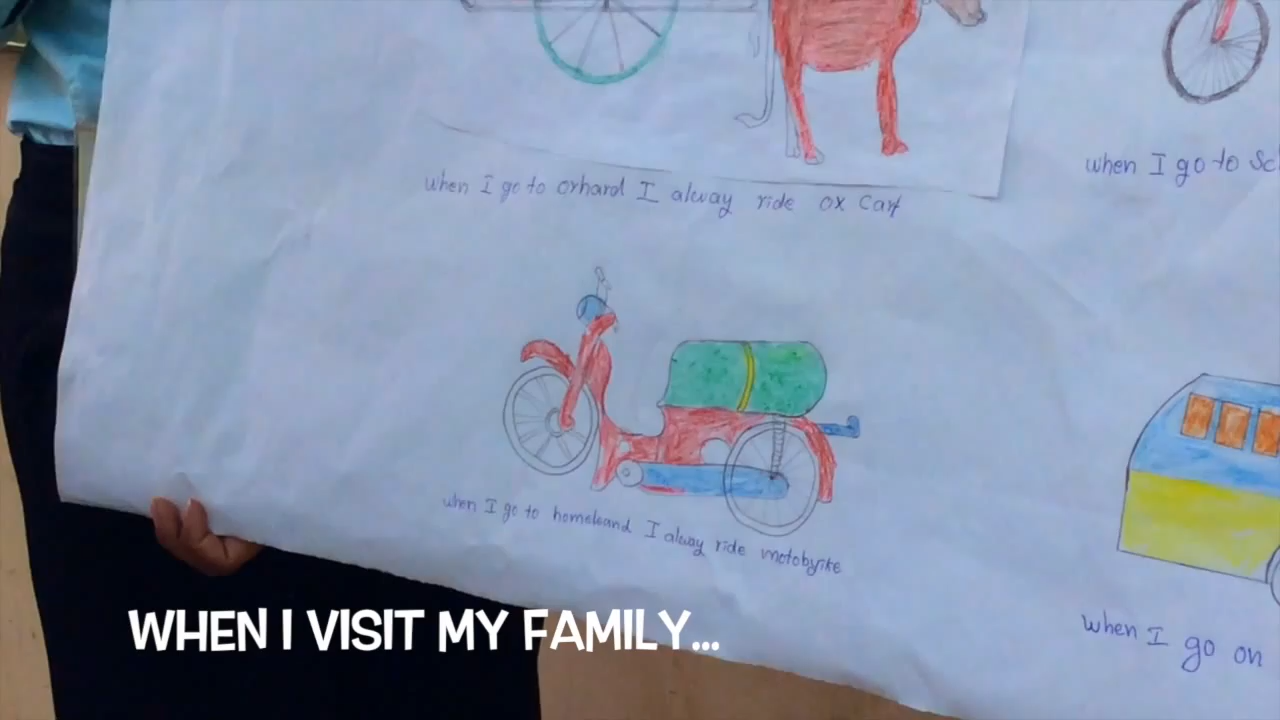 when I go to orhard I alway ride ox cart
when I go to Sc
when I go to homeleand I alway ride motobyike
when I go on
WHEN I VISIT MY FAMILY...